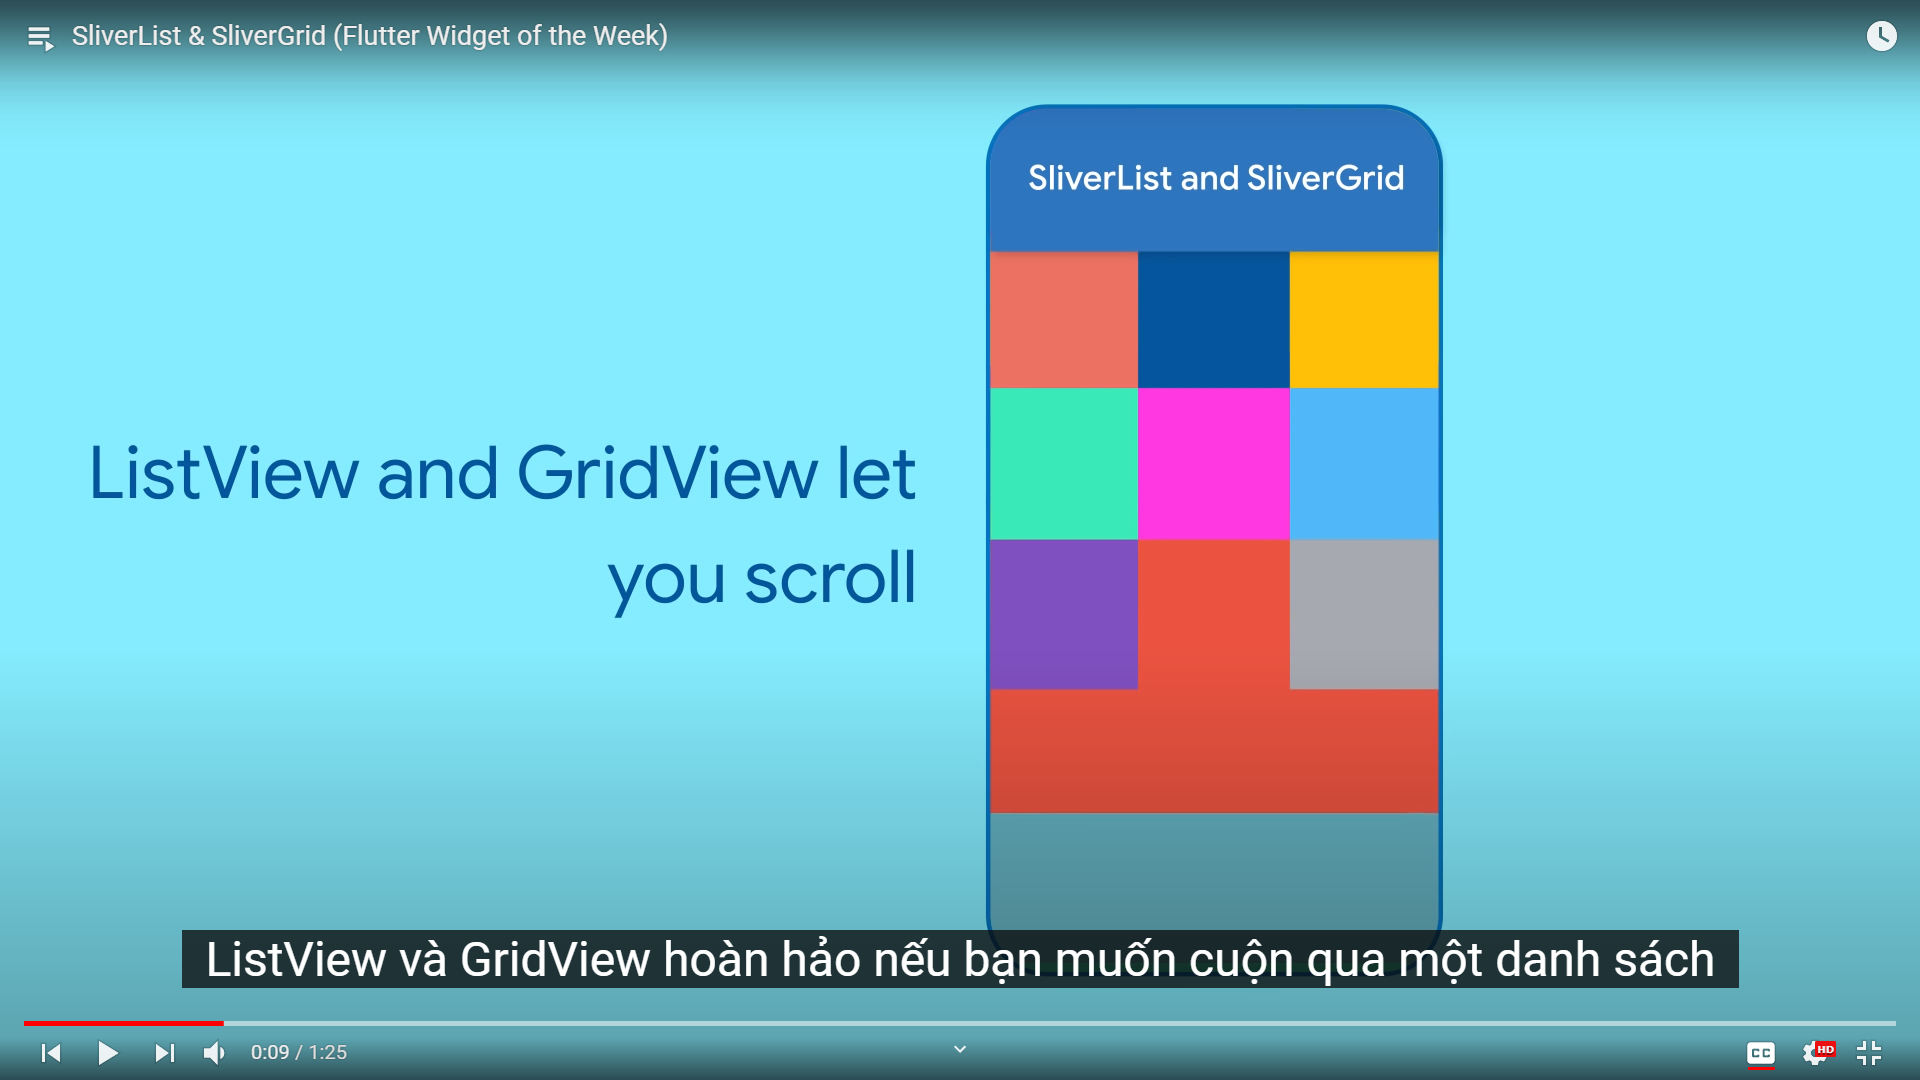 SliverList & SliverGrid (Flutter Widget of the Week)
SliverList and SliverGrid
ListView and GridView let
you scroll
ListView và GridView hoàn hảo nếu bạn muốn cuộn qua một danh sách
0:09 / 1:25
CC
HD